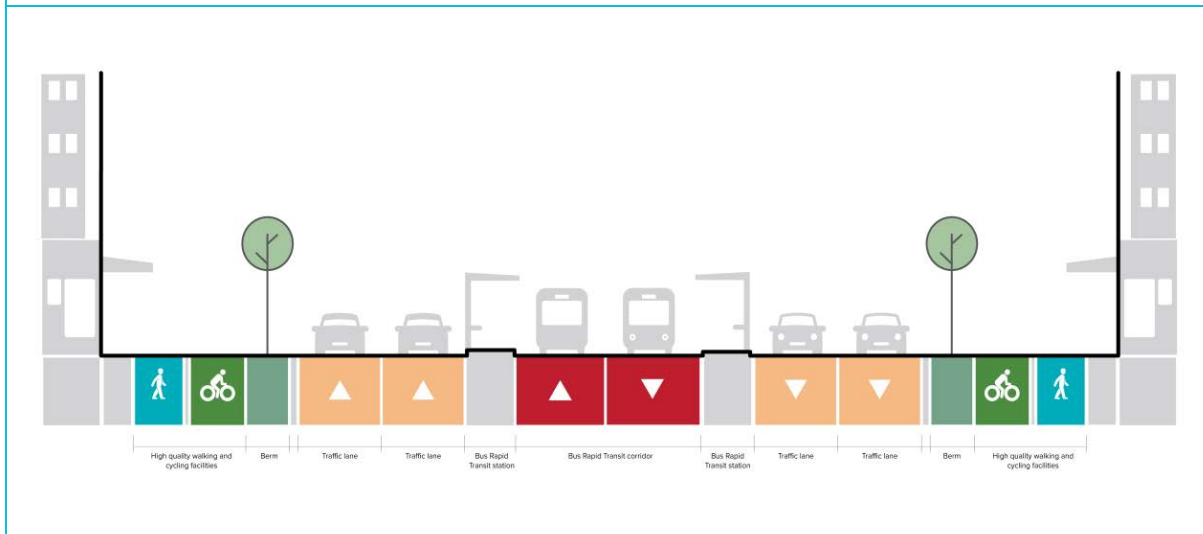 High quality walking and
cycling facilities
Berm
Traffic lane
Traffic lane
Bus Rapid
Transit station
Bus Rapid Transit corridor
Bus Rapid
Transit station
Traffic lane
Traffic lane
Berm
High quality walking and
cycling facilities